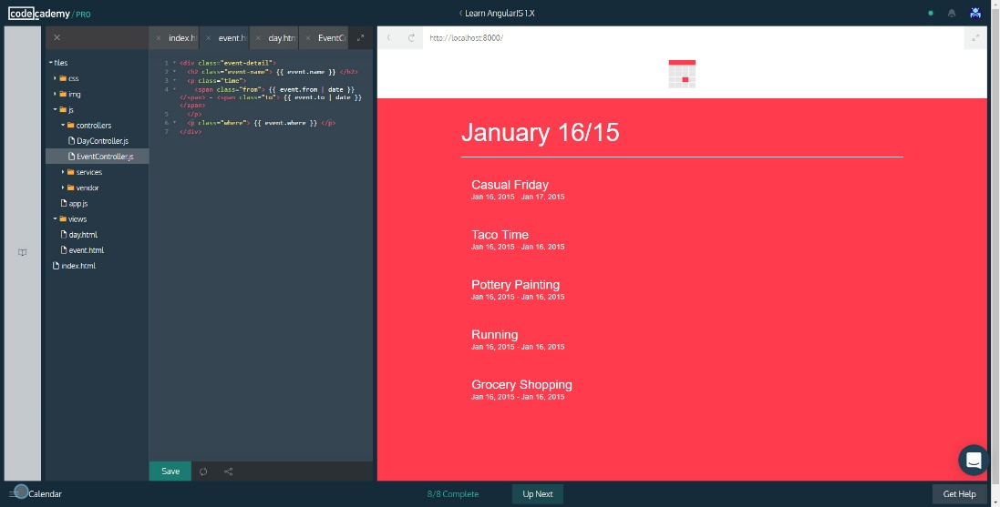 codecademy / PRO
Learn AngularJS 1.X
index.h
event.h
day.htm
EventCo
http://localhost:8000/
files
css
img
js
controllers
DayController.js
EventController.js
services
vendor
app.js
views
day.html
event.html
index.html
1 <div class="event-detail">
2 <h2 class="event-name"> {{ event.name }} </h2>
3 <p class="time">
4 <span class="from"> {{ event.from | date }}
</span> - <span class="to"> {{ event.to | date }}
</span>
5 </p>
6 <p class="where"> {{ event.where }} </p>
7 </div>
January 16/15
Casual Friday
Jan 16, 2015 - Jan 17, 2015
Taco Time
Jan 16, 2015 - Jan 16, 2015
Pottery Painting
Jan 16, 2015 - Jan 16, 2015
Running
Jan 16, 2015 - Jan 16, 2015
Grocery Shopping
Jan 16, 2015 - Jan 16, 2015
Save
Calendar
8/8 Complete
Up Next
Get Help